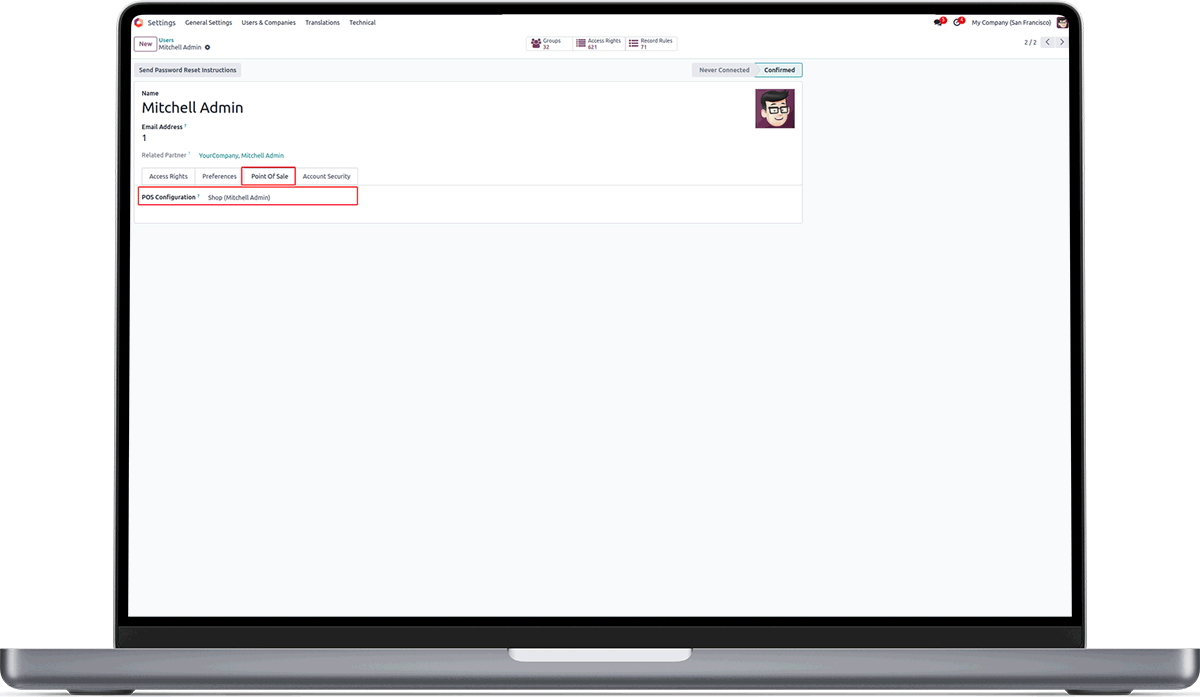 Settings General Settings Users & Companies Translations Technical 5 4 My Company (San Francisco)
New Users Groups 32 Access Rights 621 Record Rules 71 2 / 2
Mitchell Admin
Send Password Reset Instructions Never Connected Confirmed
Name
Mitchell Admin
Email Address ?
1
Related Partner ? YourCompany, Mitchell Admin
Access Rights Preferences Point Of Sale Account Security
POS Configuration ? Shop (Mitchell Admin)